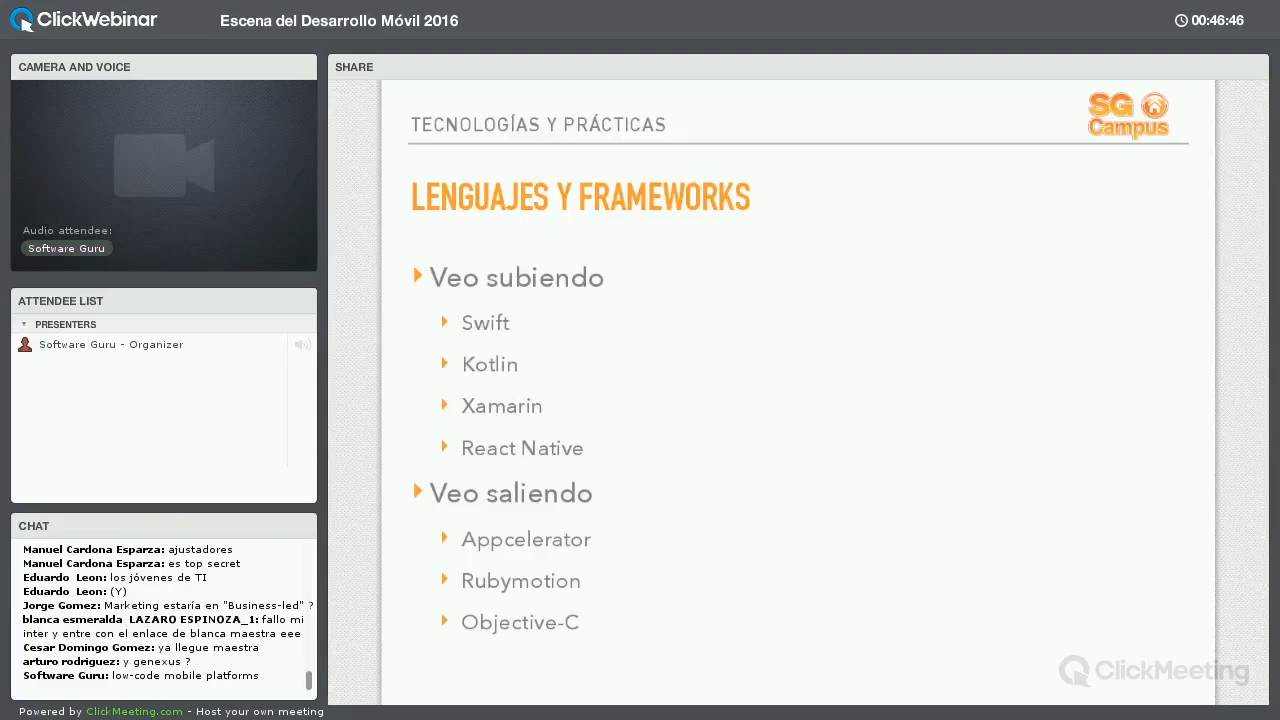 ClickWebinar
Escena del Desarrollo Móvil 2016
00:46:46
CAMERA AND VOICE
Audio attendee:
Software Guru
ATTENDEE LIST
PRESENTERS
Software Guru - Organizer
CHAT
Manuel Cardona Esparza: ajustadores
Manuel Cardona Esparza: es top secret
Eduardo Leon: los jóvenes de TI
Eduardo Leon: (Y)
Jorge Gomez: Marketing estaría en "Business-led" ?
blanca esmeralda LAZARO ESPINOZA_1: fallo mi
inter y entre con el enlace de blanca maestra eee
Cesar Domingo Gomez: ya llegue maestra
arturo rodriguez: y genexus ?
Software Guru: low-code mobile platforms
Powered by ClickMeeting.com - Host your own meeting
SHARE
TECNOLOGÍAS Y PRÁCTICAS
SG
Campus
LENGUAJES Y FRAMEWORKS
Veo subiendo
Swift
Kotlin
Xamarin
React Native
Veo saliendo
Appcelerator
Rubymotion
Objective-C
ClickMeeting